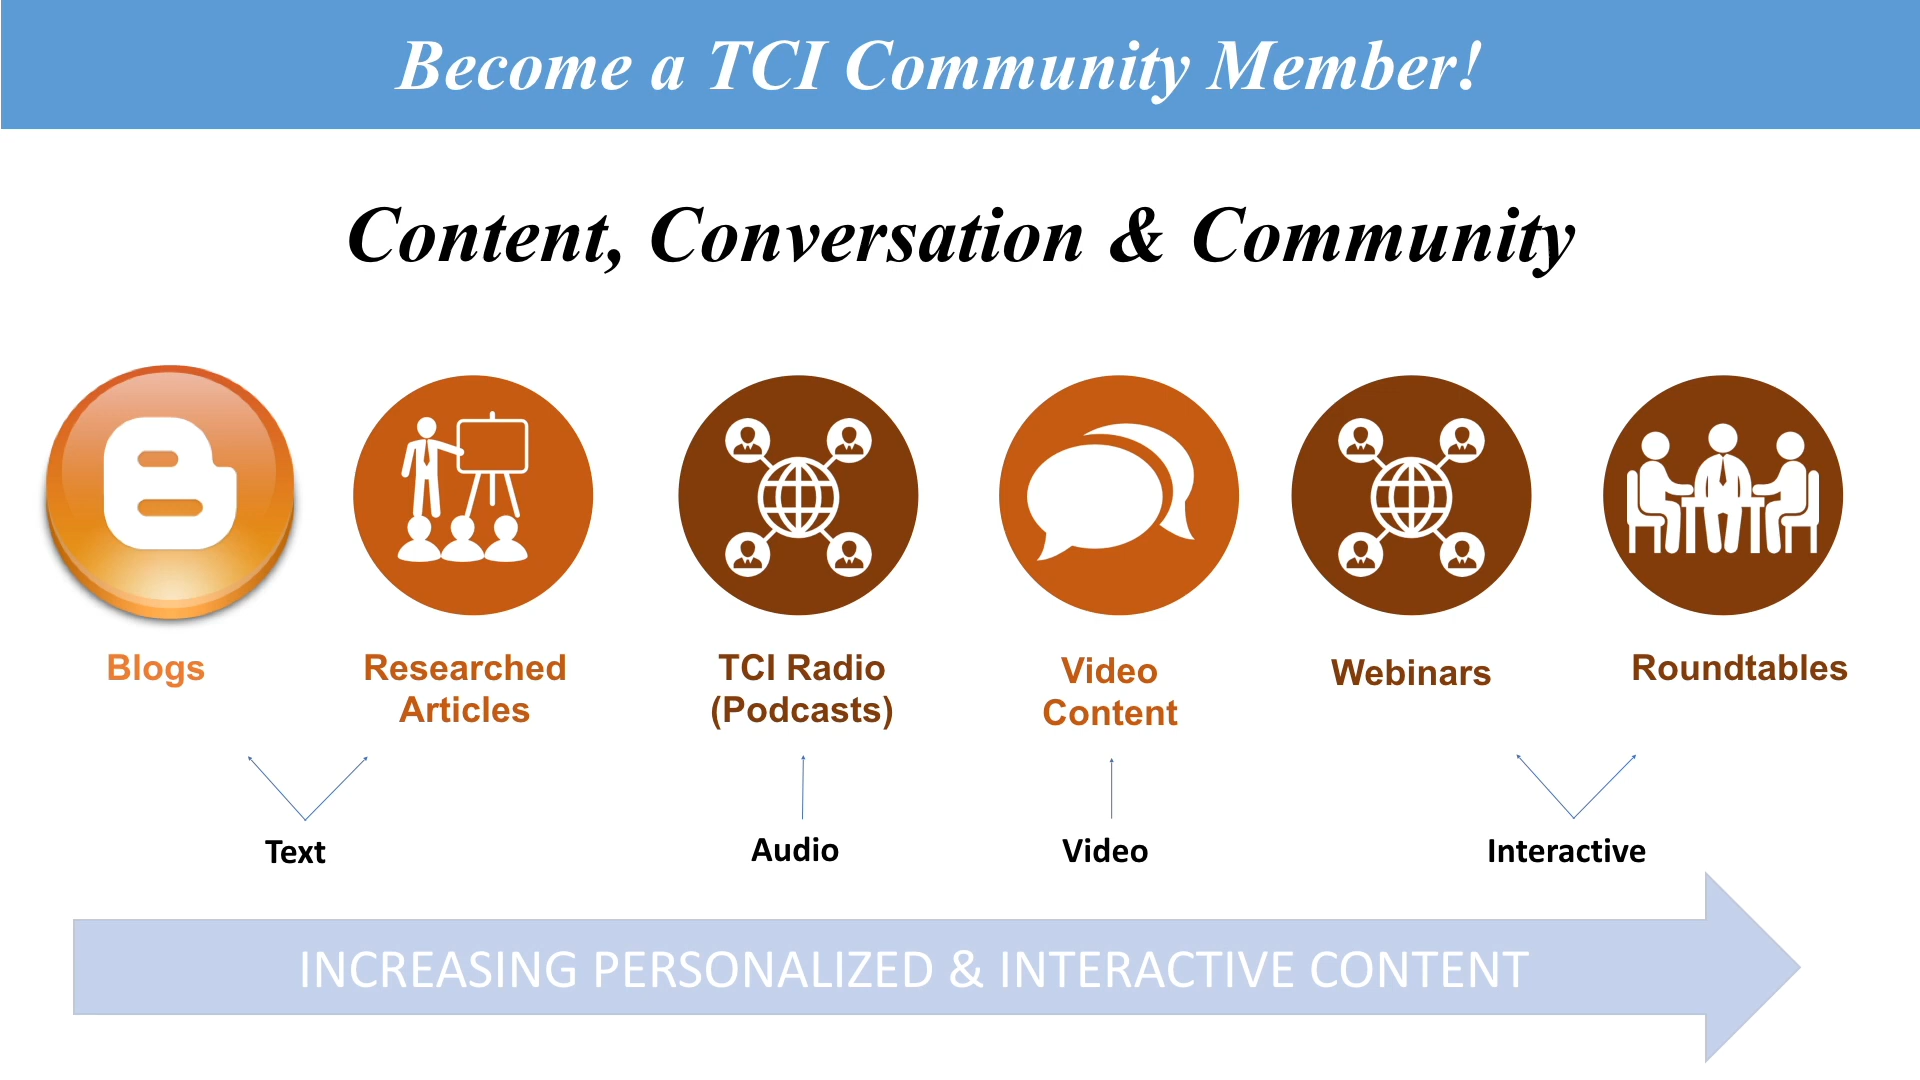 Become a TCI Community Member!
Content, Conversation & Community
Blogs
Researched
Articles
TCI Radio
(Podcasts)
Video
Content
Webinars
Roundtables
Text
Audio
Video
Interactive
INCREASING PERSONALIZED & INTERACTIVE CONTENT